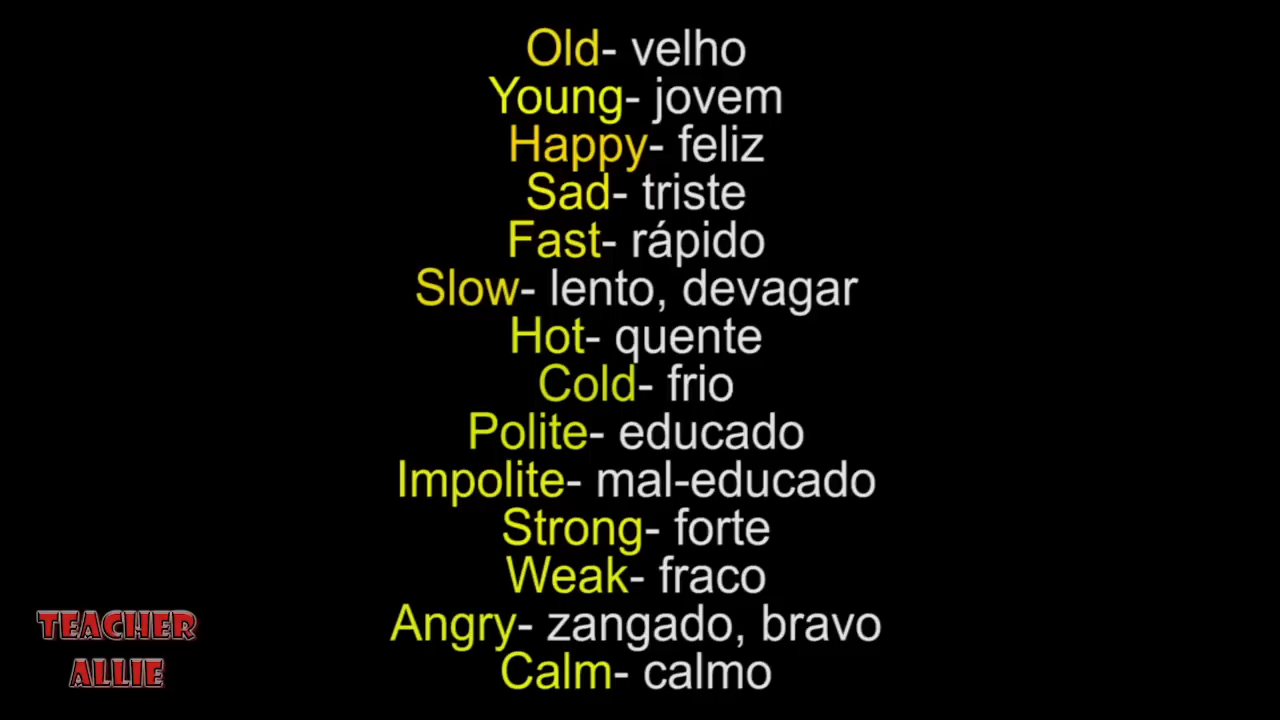 Old- velho
Young- jovem
Happy- feliz
Sad- triste
Fast- rápido
Slow- lento, devagar
Hot- quente
Cold- frio
Polite- educado
Impolite- mal-educado
Strong- forte
Weak- fraco
Angry- zangado, bravo
Calm- calmo
TEACHER
ALLIE